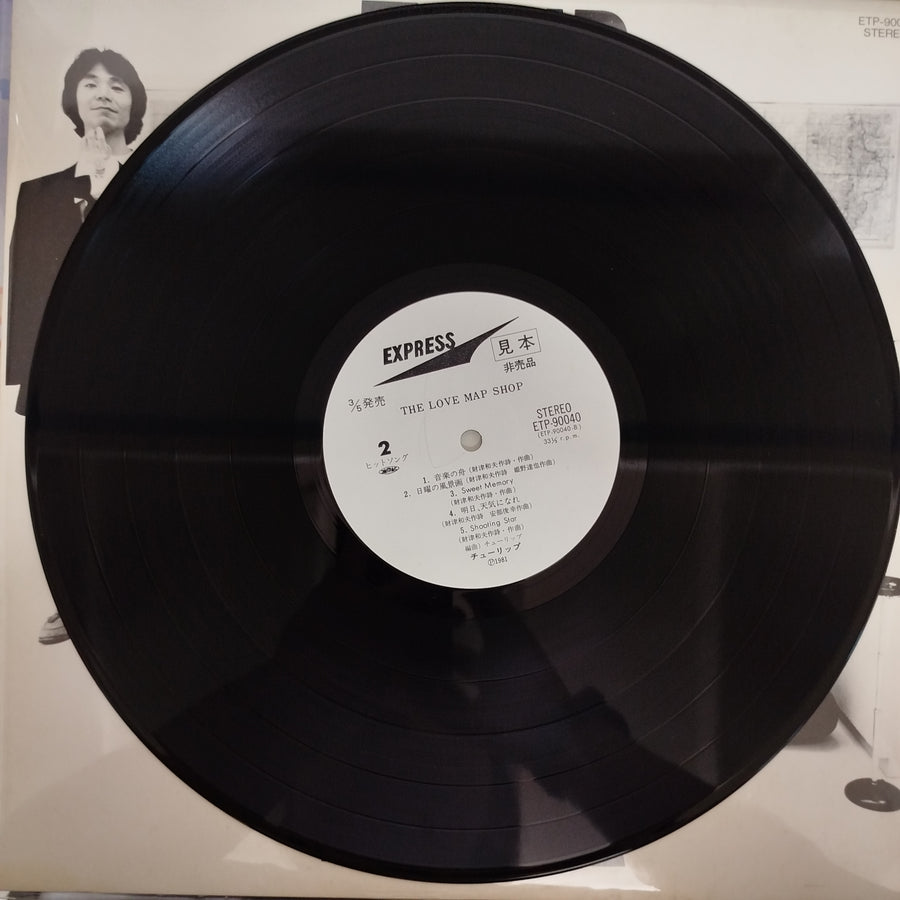 ETP-900
STERE
EXPRESS
見本
非売品
3/5発売
THE LOVE MAP SHOP
STEREO
ETP-90040
(ETP-90040-B)
33⅓ r.p.m.
2
ヒットソング
1. 音楽の舟 (財津和夫作詩・作曲)
2. 日曜の風景画 (財津和夫作詩 姫野達也作曲)
3. Sweet Memory
(財津和夫作詩・作曲)
4. 明日、天気になれ
(財津和夫作詩 安部俊幸作曲)
5. Shooting Star
(財津和夫作詩・作曲)
編曲) チューリップ
チューリップ
Ⓟ1981